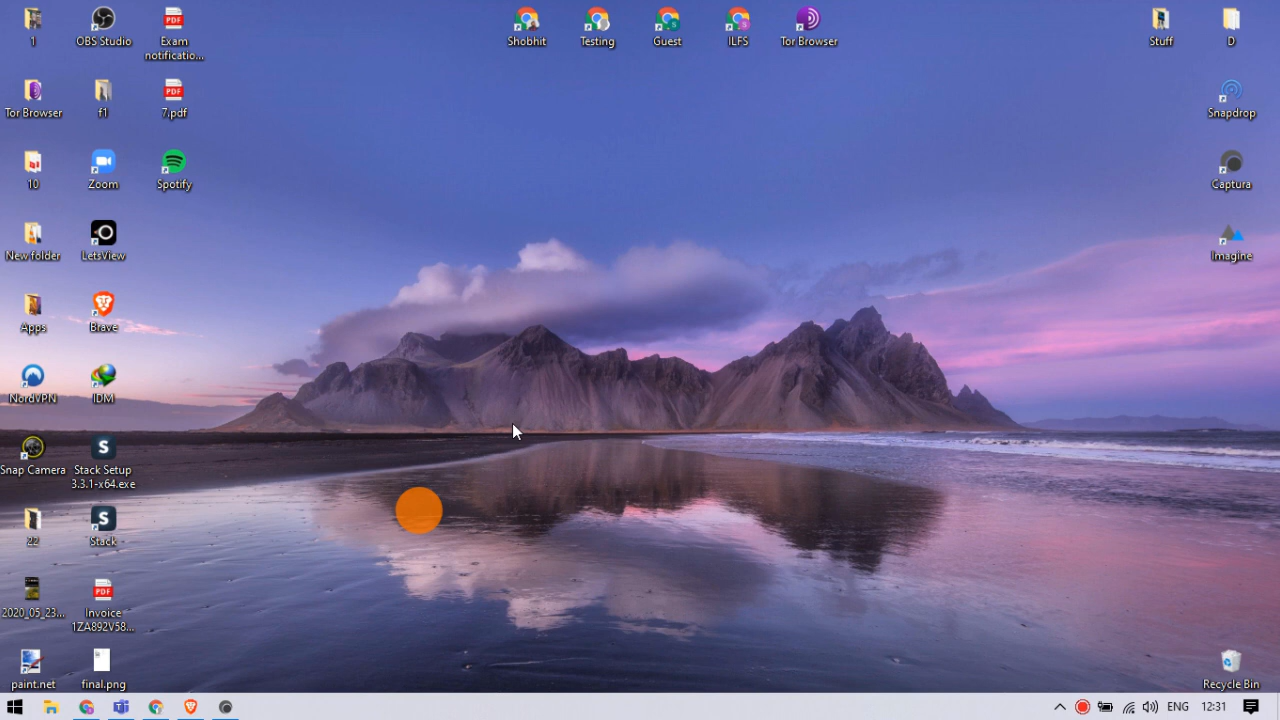 1
OBS Studio
Exam
notificatio...
Shobhit
Testing
Guest
ILFS
Tor Browser
Stuff
D
Tor Browser
f1
7.pdf
Snapdrop
10
Zoom
Spotify
Captura
New folder
LetsView
Imagine
Apps
Brave
NordVPN
IDM
Snap Camera
Stack Setup
3.3.1-x64.exe
22
Stack
2020_05_23...
Invoice
1ZA892V58...
paint.net
final.png
Recycle Bin
ENG
12:31